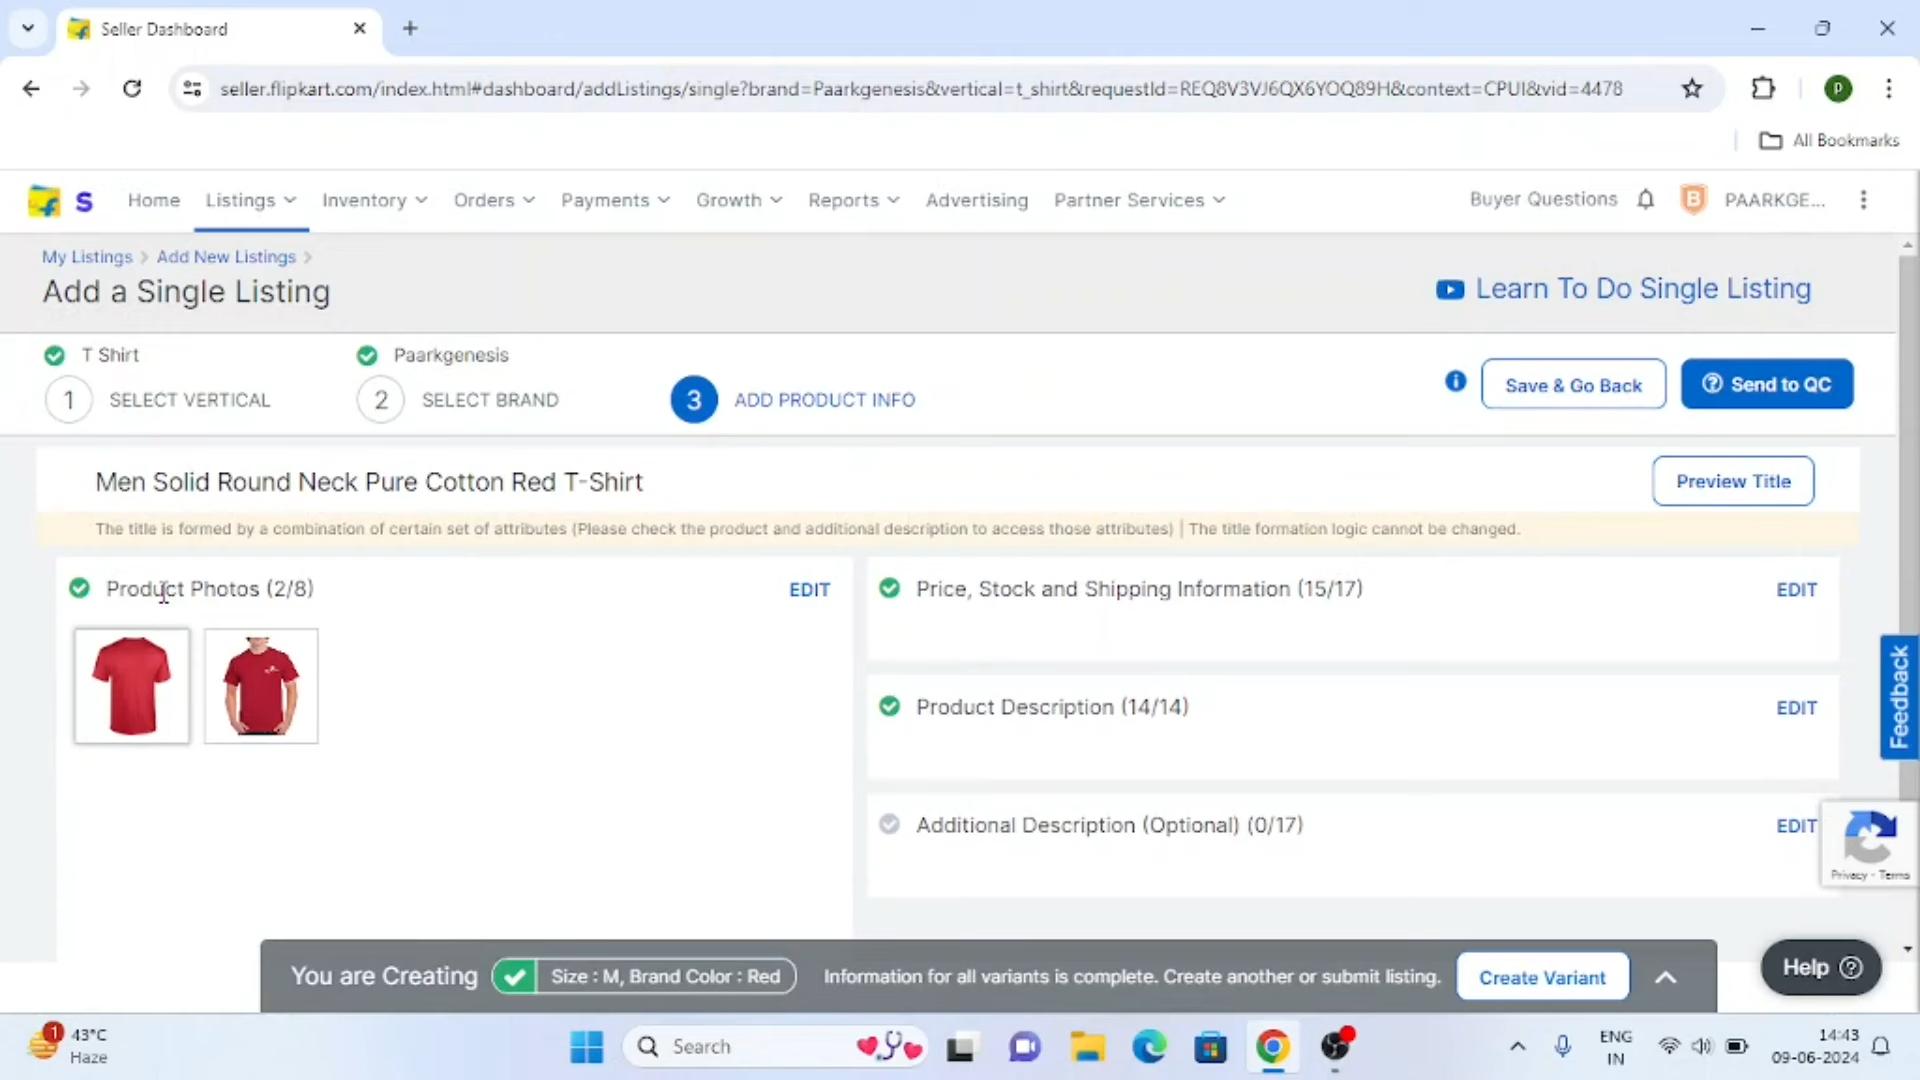 Seller Dashboard
seller.flipkart.com/index.html#dashboard/addListings/single?brand=Paarkgenesis&vertical=t_shirt&requestId=REQ8V3VJ6QX6YOQ89H&context=CPUI&vid=4478
P
All Bookmarks
S Home Listings Inventory Orders Payments Growth Reports Advertising Partner Services Buyer Questions B PAARKGE...
My Listings > Add New Listings >
Add a Single Listing
Learn To Do Single Listing
T Shirt
Paarkgenesis
1 SELECT VERTICAL
2 SELECT BRAND
3 ADD PRODUCT INFO
Save & Go Back
Send to QC
Men Solid Round Neck Pure Cotton Red T-Shirt
Preview Title
The title is formed by a combination of certain set of attributes (Please check the product and additional description to access those attributes) | The title formation logic cannot be changed.
Product Photos (2/8) EDIT
Price, Stock and Shipping Information (15/17) EDIT
Product Description (14/14) EDIT
Additional Description (Optional) (0/17) EDIT
Feedback
Privacy - Terms
You are Creating Size : M, Brand Color : Red Information for all variants is complete. Create another or submit listing. Create Variant
Help
1 43°C
Haze
Search
ENG
IN
14:43
09-06-2024